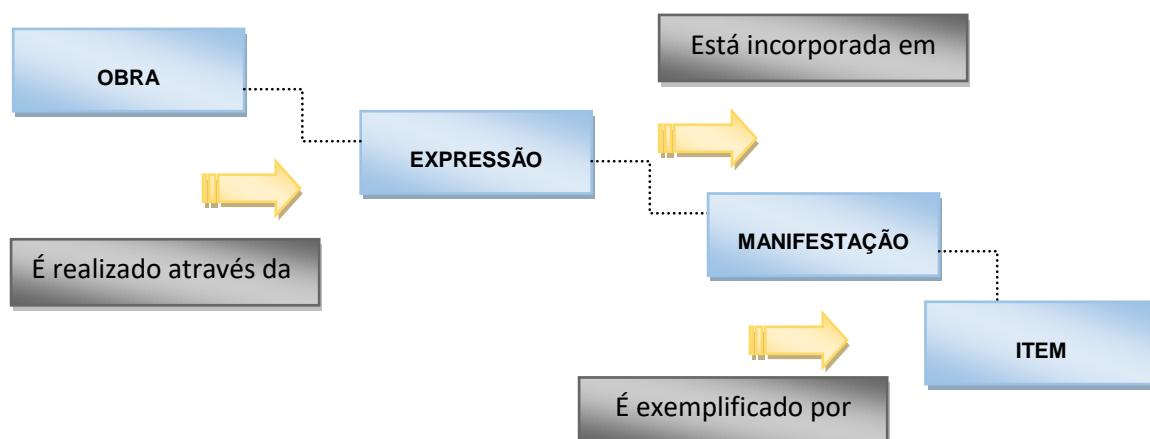 OBRA
Está incorporada em
EXPRESSÃO
É realizado através da
MANIFESTAÇÃO
ITEM
É exemplificado por